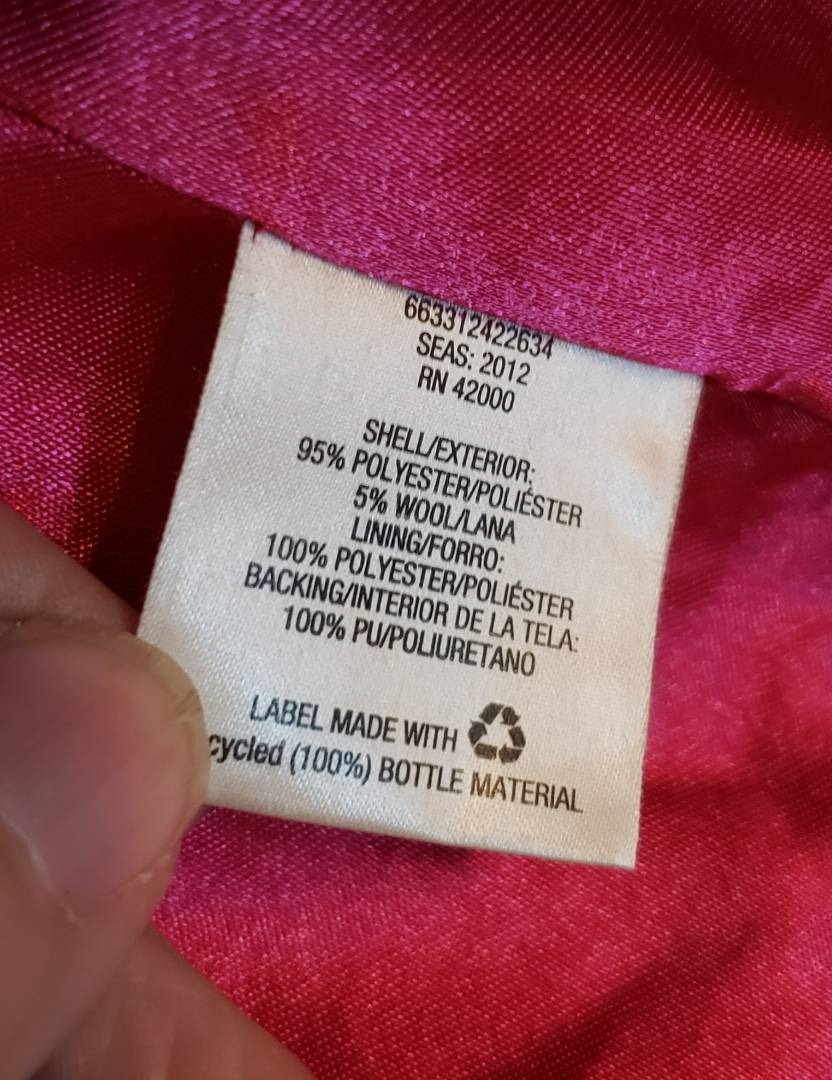 663312422634
SEAS: 2012
RN 42000
SHELL/EXTERIOR:
95% POLYESTER/POLIÉSTER
5% WOOL/LANA
LINING/FORRO:
100% POLYESTER/POLIÉSTER
BACKING/INTERIOR DE LA TELA:
100% PU/POLIURETANO
LABEL MADE WITH
cycled (100%) BOTTLE MATERIAL